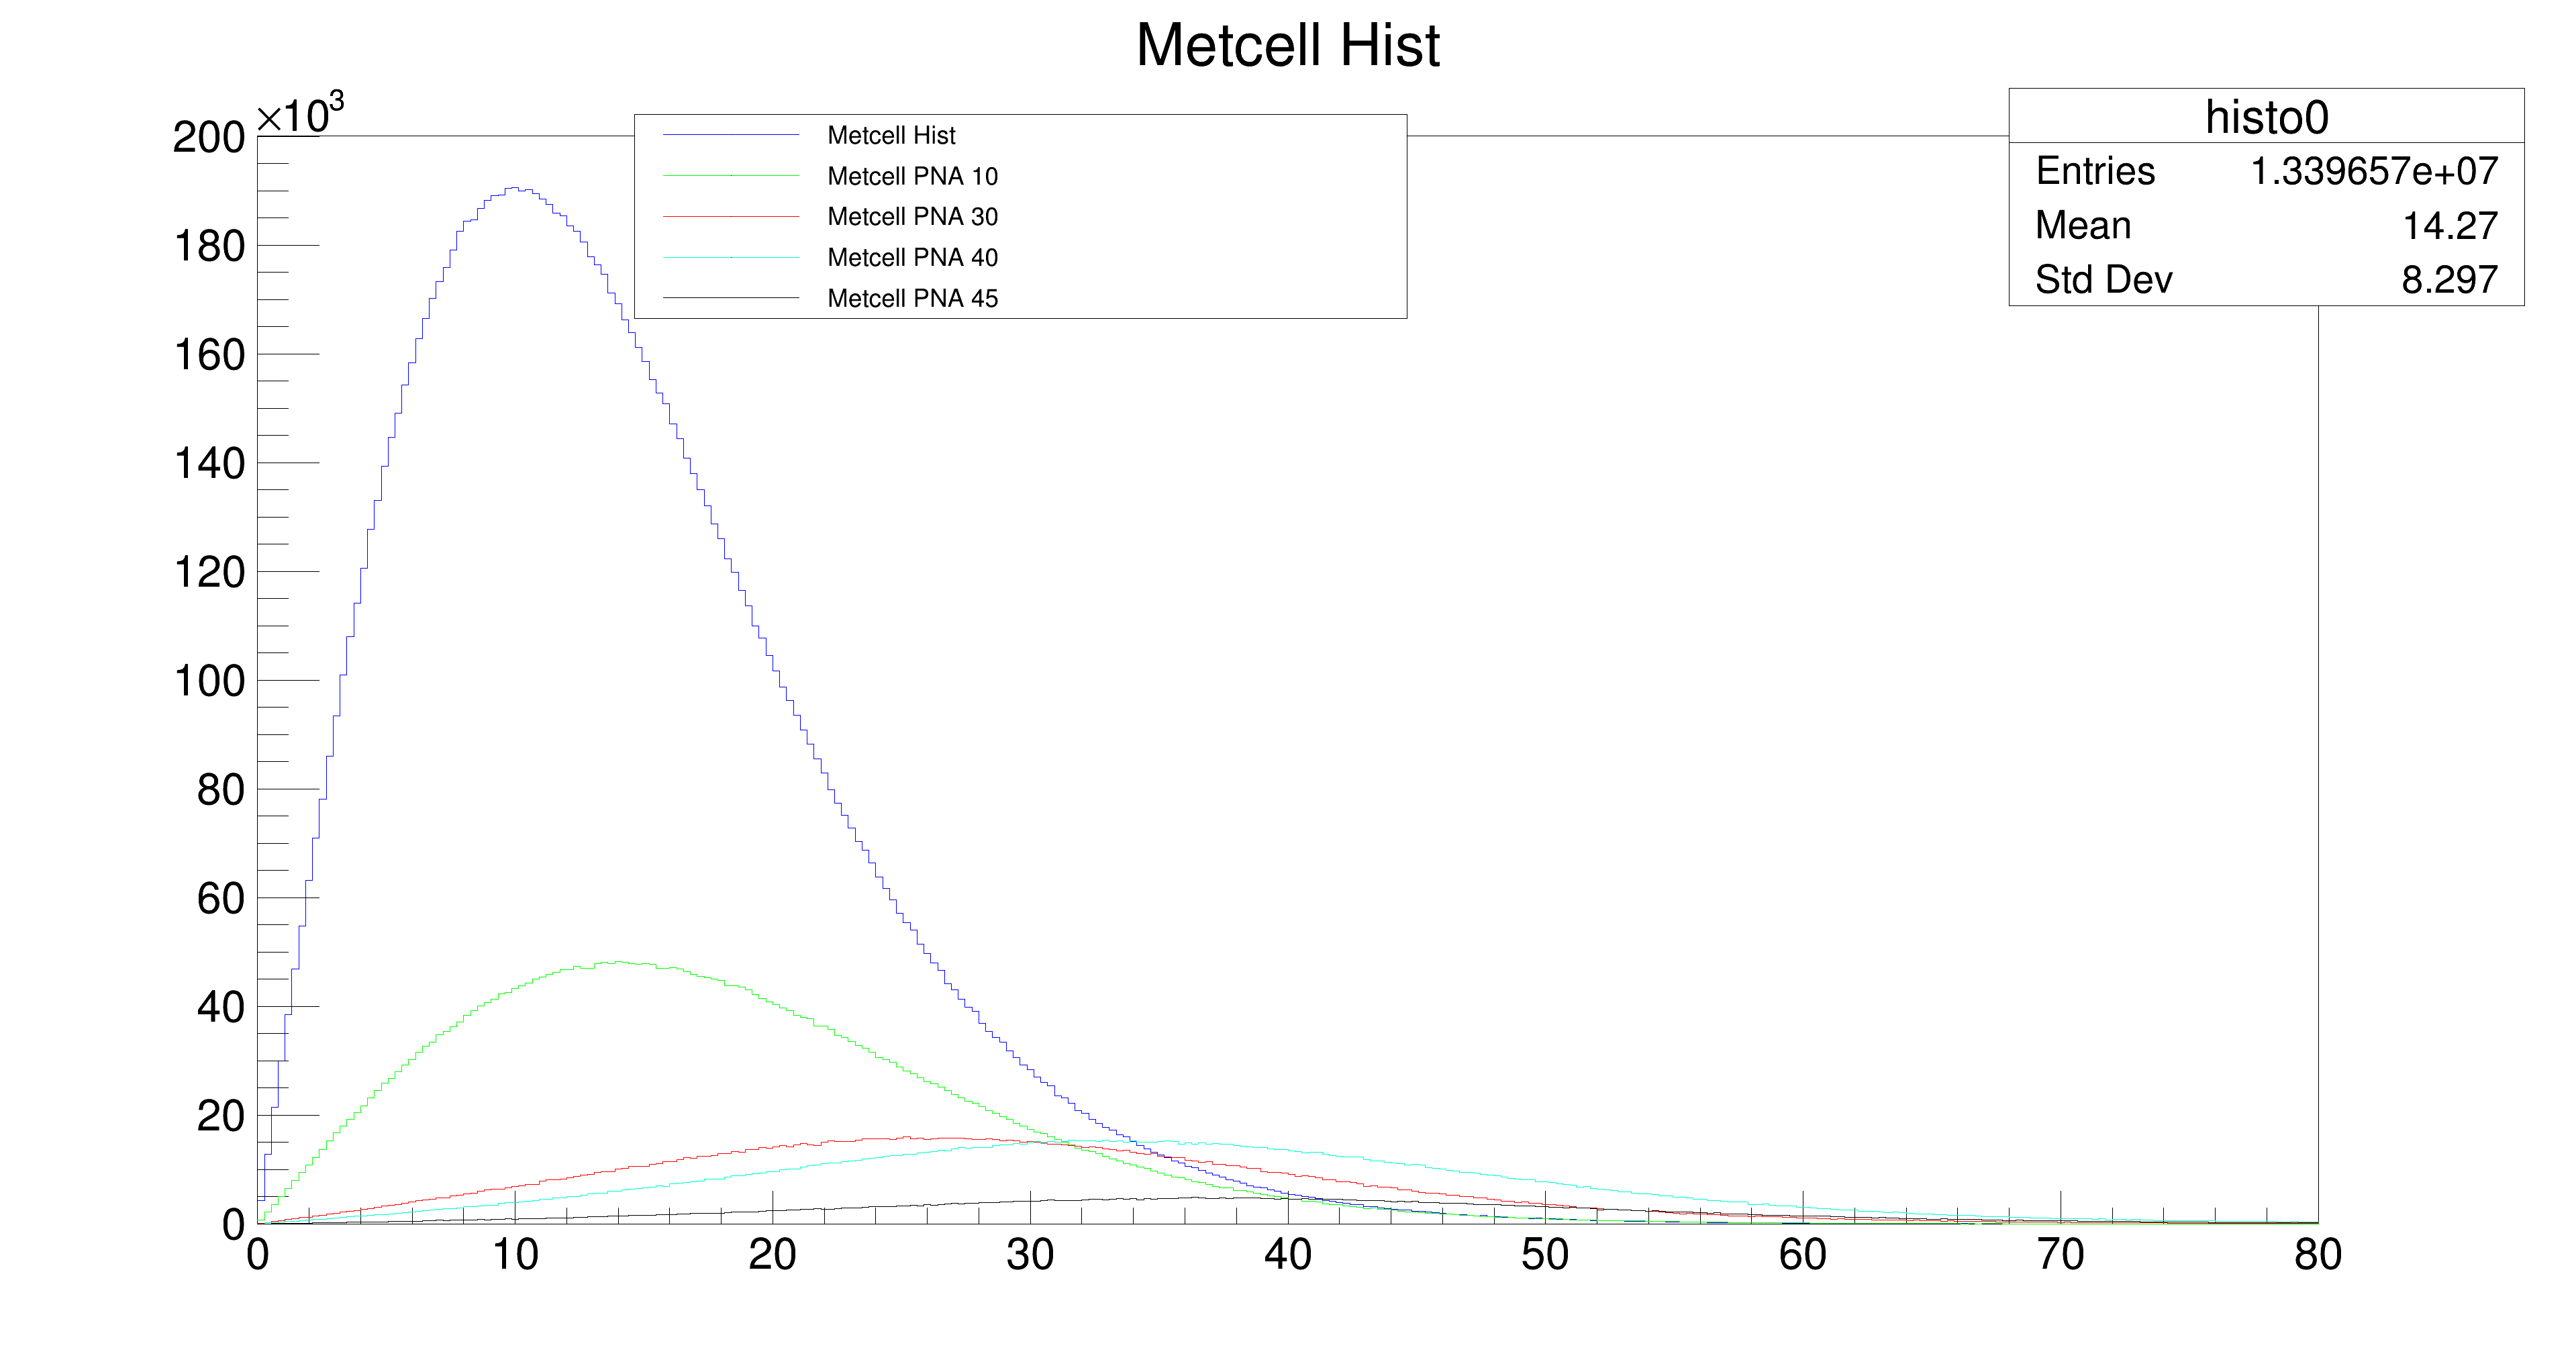 Metcell Hist
×10³
histo0
Entries 1.339657e+07
Mean 14.27
Std Dev 8.297
Metcell Hist
Metcell PNA 10
Metcell PNA 30
Metcell PNA 40
Metcell PNA 45
200
180
160
140
120
100
80
60
40
20
0
0 10 20 30 40 50 60 70 80